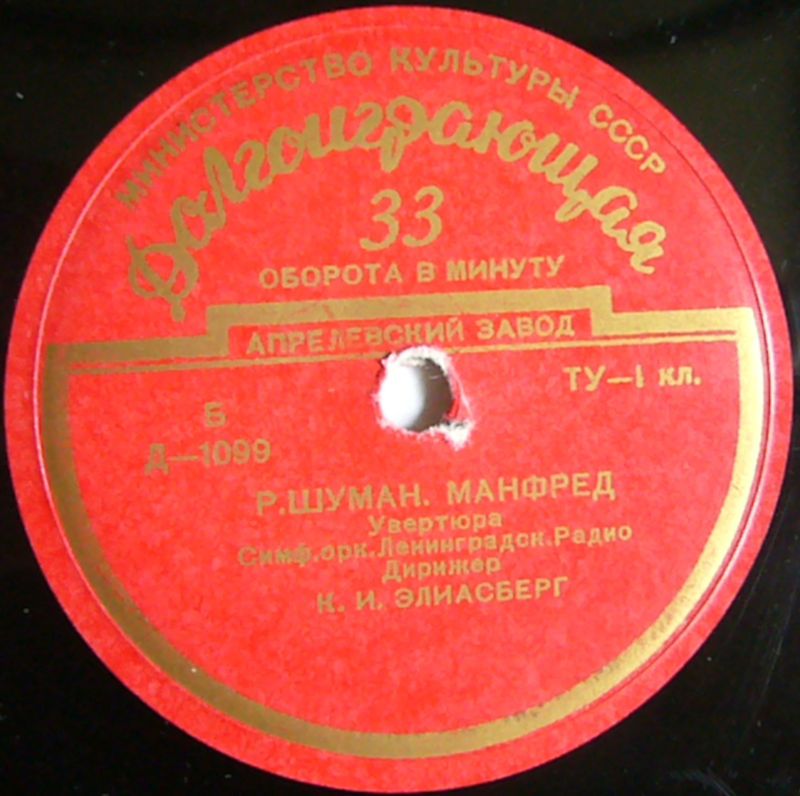 МИНИСТЕРСТВО КУЛЬТУРЫ СССР
Долгоиграющая
33
ОБОРОТА В МИНУТУ
АПРЕЛЕВСКИЙ ЗАВОД
ТУ—I кл.
Б
Д—1099
Р.ШУМАН. МАНФРЕД
Увертюра
Симф.орк.Ленинградск.Радио
Дирижер
К. И. ЭЛИАСБЕРГ